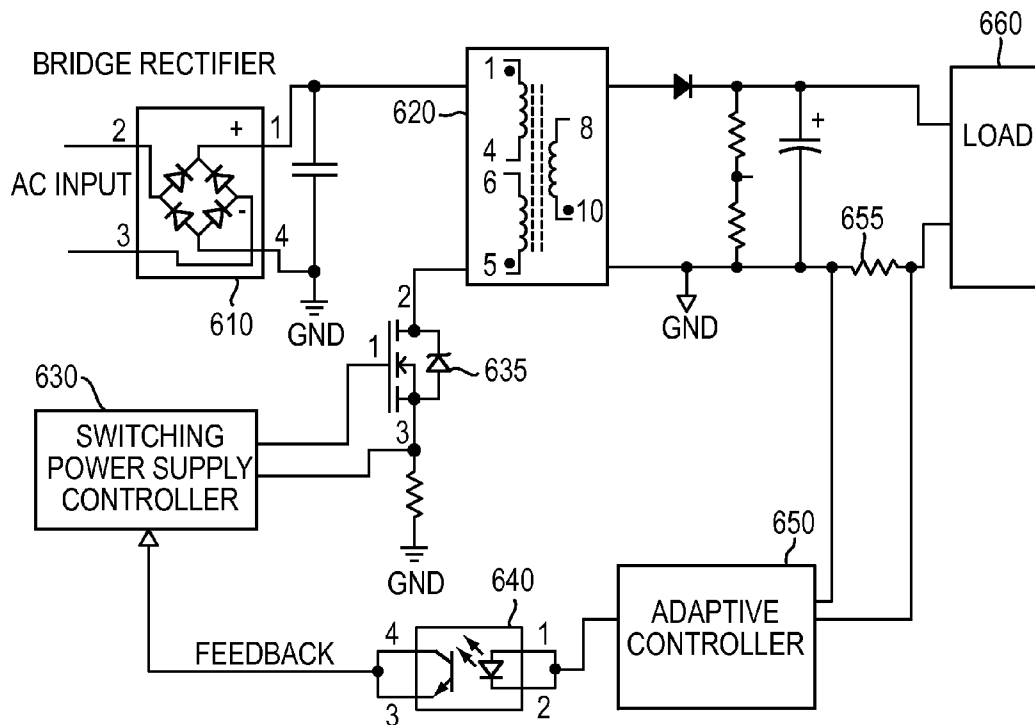 660
BRIDGE RECTIFIER
LOAD
620
1
4
6
5
8
10
+
2
+
1
AC INPUT
-
3
4
610
GND
655
GND
2
1
635
3
630
SWITCHING
POWER SUPPLY
CONTROLLER
GND
650
ADAPTIVE
CONTROLLER
640
4
1
FEEDBACK
3
2